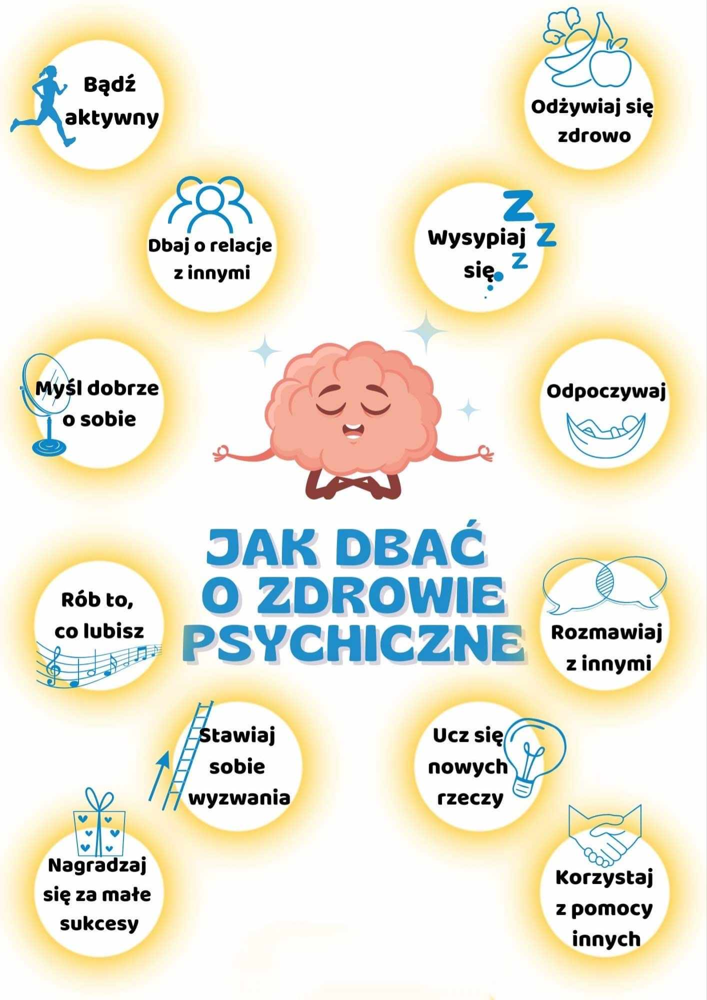 Bądź
aktywny
Odżywiaj się
zdrowo
Dbaj o relacje
z innymi
Wysypiaj
się
Z
Z
Z
Myśl dobrze
o sobie
Odpoczywaj
JAK DBAĆ
O ZDROWIE
PSYCHICZNE
Rób to,
co lubisz
Rozmawiaj
z innymi
Stawiaj
sobie
wyzwania
Ucz się
nowych
rzeczy
Nagradzaj
się za małe
sukcesy
Korzystaj
z pomocy
innych